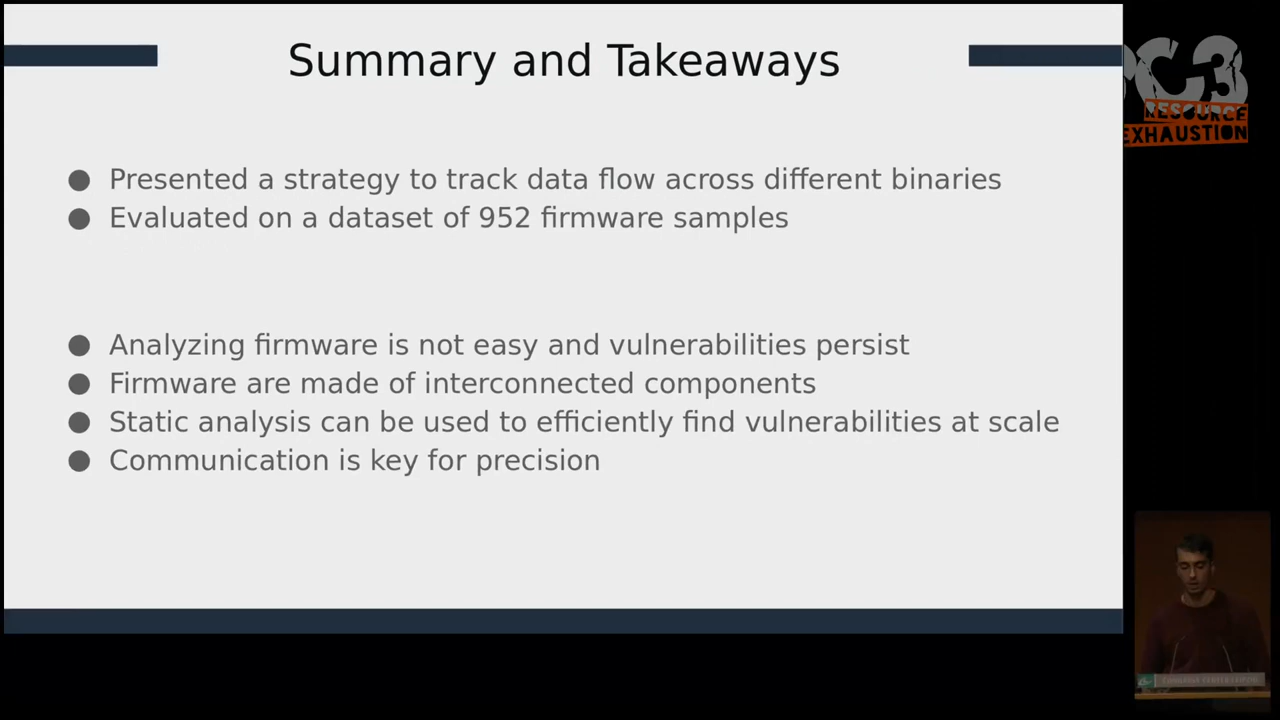 Summary and Takeaways
C3
RESOURCE
EXHAUSTION
● Presented a strategy to track data flow across different binaries
● Evaluated on a dataset of 952 firmware samples
● Analyzing firmware is not easy and vulnerabilities persist
● Firmware are made of interconnected components
● Static analysis can be used to efficiently find vulnerabilities at scale
● Communication is key for precision